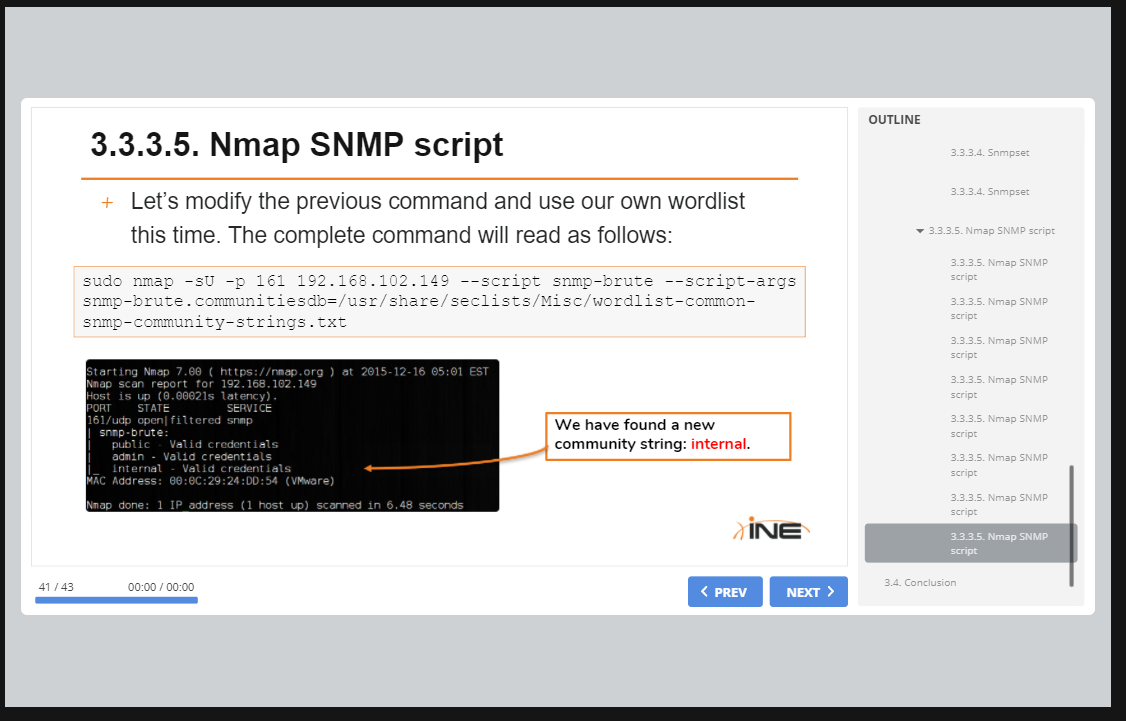 3.3.3.5. Nmap SNMP script
+ Let's modify the previous command and use our own wordlist
this time. The complete command will read as follows:
sudo nmap -sU -p 161 192.168.102.149 --script snmp-brute --script-args
snmp-brute.communitiesdb=/usr/share/seclists/Misc/wordlist-common-
snmp-community-strings.txt
Starting Nmap 7.00 ( https://nmap.org ) at 2015-12-16 05:01 EST
Nmap scan report for 192.168.102.149
Host is up (0.00021s latency).
PORT    STATE         SERVICE
161/udp open|filtered snmp
| snmp-brute:
|   public - Valid credentials
|   admin - Valid credentials
|_  internal - Valid credentials
MAC Address: 00:0C:29:24:DD:54 (VMware)
Nmap done: 1 IP address (1 host up) scanned in 6.48 seconds
We have found a new
community string: internal.
INE
41 / 43
00:00 / 00:00
PREV
NEXT
OUTLINE
3.3.3.4. Snmpset
3.3.3.4. Snmpset
3.3.3.5. Nmap SNMP script
3.3.3.5. Nmap SNMP
script
3.3.3.5. Nmap SNMP
script
3.3.3.5. Nmap SNMP
script
3.3.3.5. Nmap SNMP
script
3.3.3.5. Nmap SNMP
script
3.3.3.5. Nmap SNMP
script
3.3.3.5. Nmap SNMP
script
3.3.3.5. Nmap SNMP
script
3.4. Conclusion